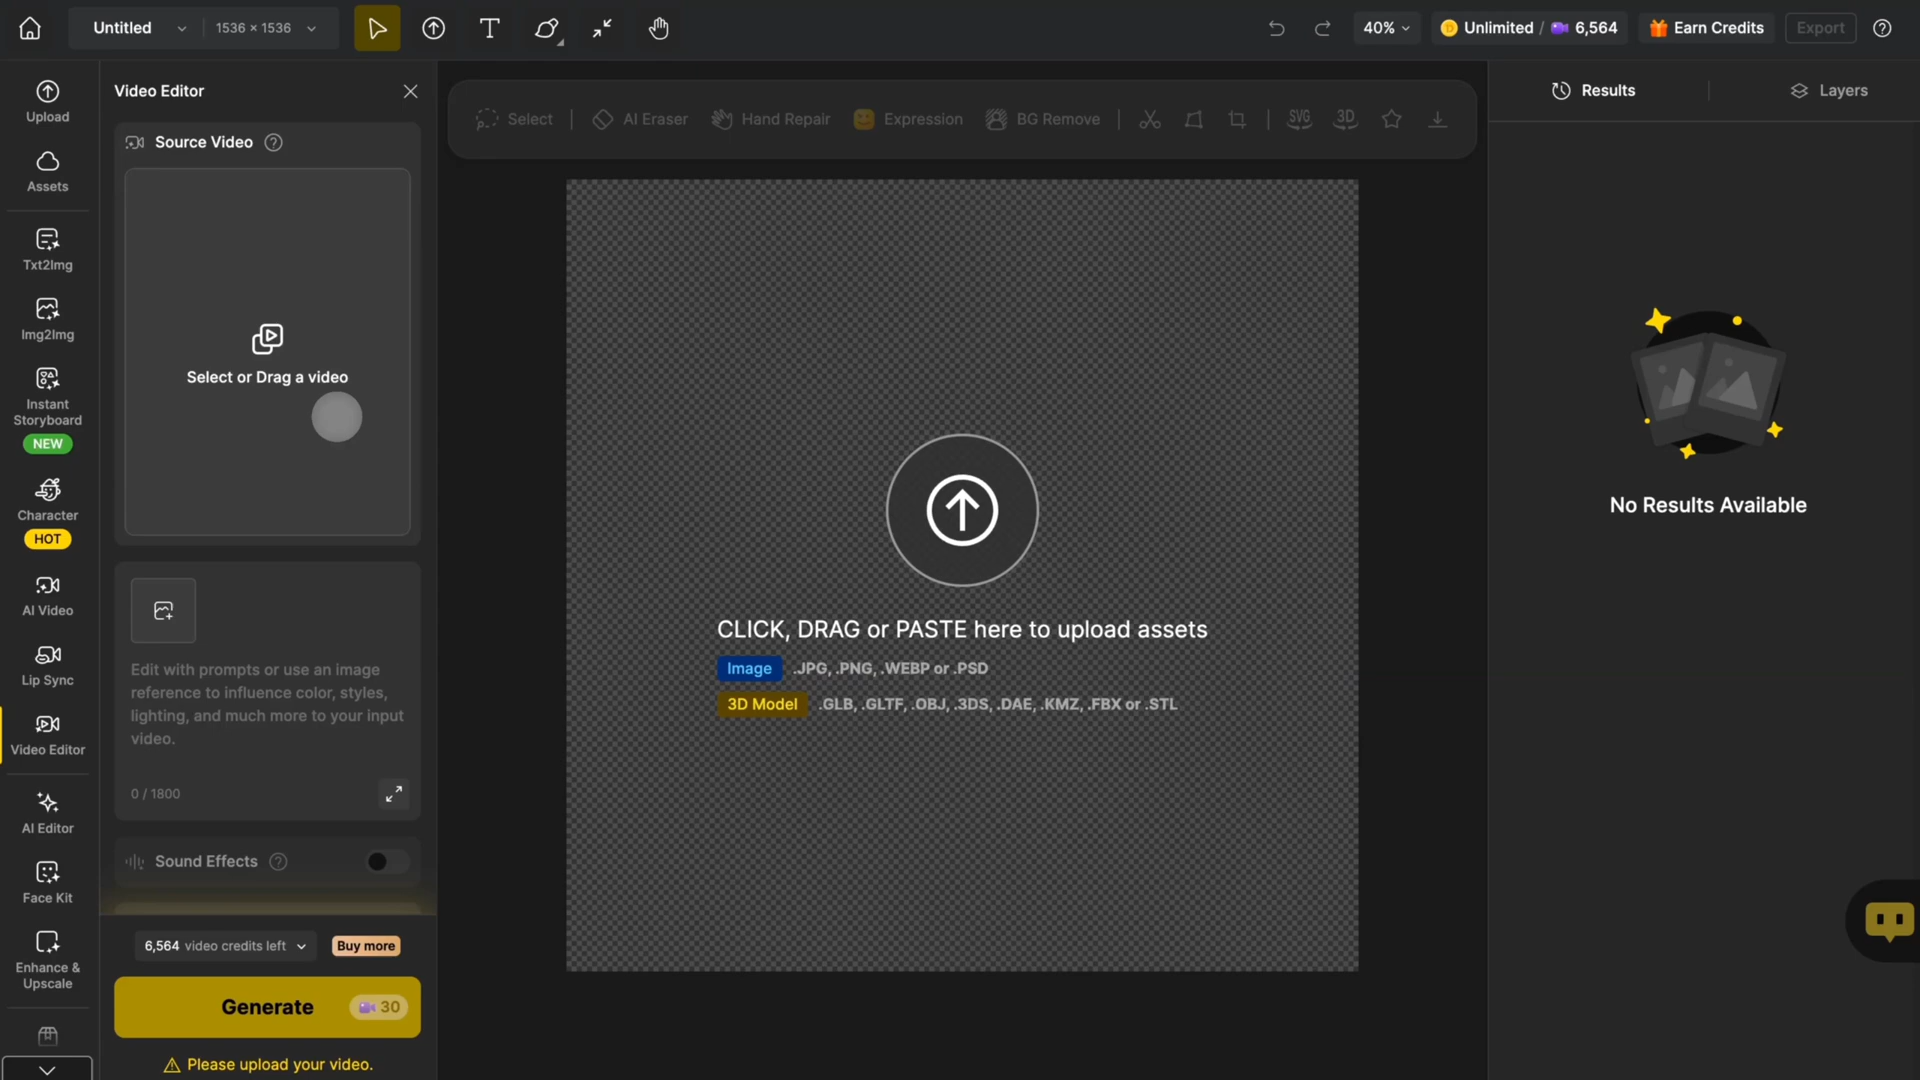 Untitled
1536 × 1536
40%
Unlimited / 6,564
Earn Credits
Export
Upload
Assets
Txt2Img
Img2Img
Instant
Storyboard
NEW
Character
HOT
AI Video
Lip Sync
Video Editor
AI Editor
Face Kit
Enhance &
Upscale
Video Editor
Source Video
Select or Drag a video
Edit with prompts or use an image
reference to influence color, styles,
lighting, and much more to your input
video.
0 / 1800
Sound Effects
6,564 video credits left
Buy more
Generate
30
Please upload your video.
Select
AI Eraser
Hand Repair
Expression
BG Remove
SVG
3D
CLICK, DRAG or PASTE here to upload assets
Image .JPG, .PNG, .WEBP or .PSD
3D Model .GLB, .GLTF, .OBJ, .3DS, .DAE, .KMZ, .FBX or .STL
Results
Layers
No Results Available